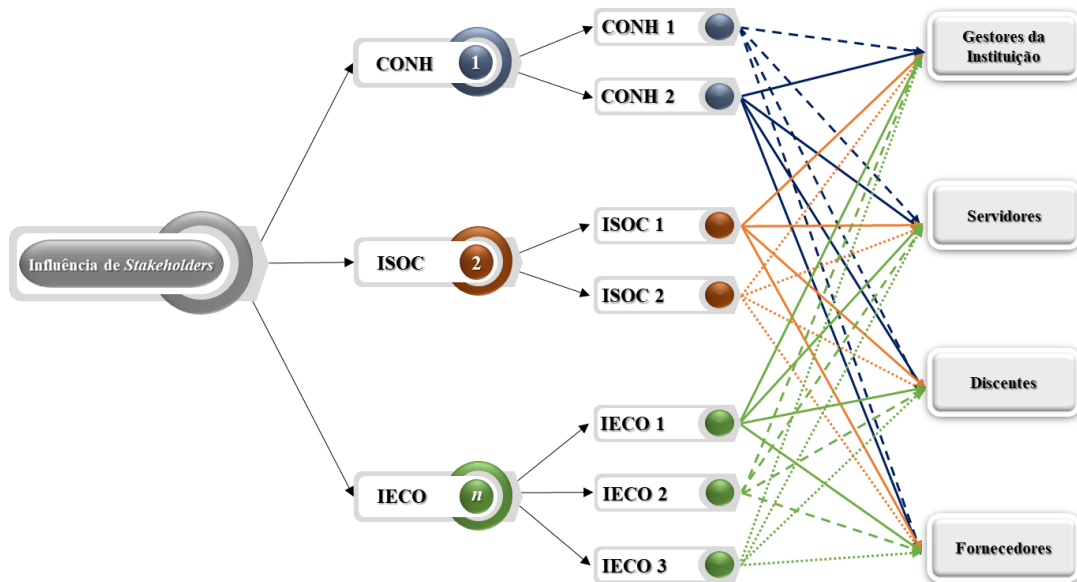 Influência de Stakeholders
CONH 1
ISOC 2
IECO n
CONH 1
CONH 2
ISOC 1
ISOC 2
IECO 1
IECO 2
IECO 3
Gestores da
Instituição
Servidores
Discentes
Fornecedores